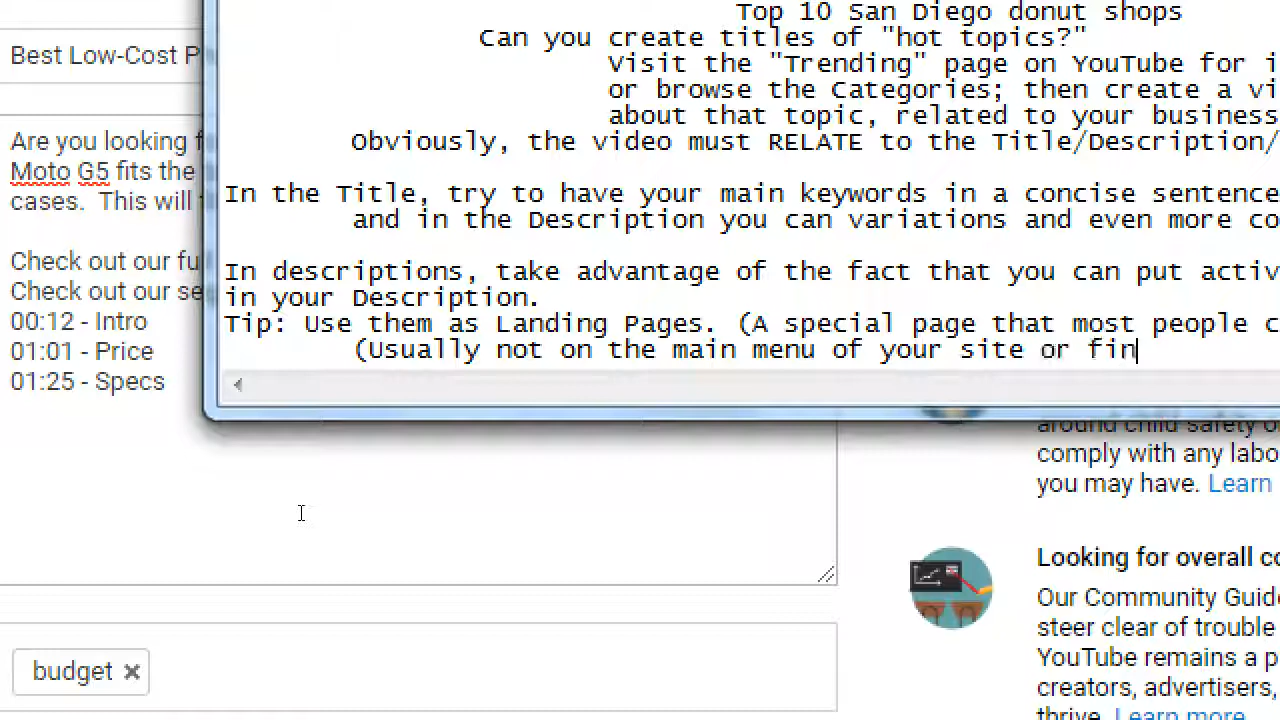 Best Low-Cost P
Are you looking f
Moto G5 fits the
cases. This will
Check out our fu
Check out our se
00:12 - Intro
01:01 - Price
01:25 - Specs
budget
Top 10 San Diego donut shops
Can you create titles of "hot topics?"
Visit the "Trending" page on YouTube for i
or browse the Categories; then create a vi
about that topic, related to your business
Obviously, the video must RELATE to the Title/Description/
In the Title, try to have your main keywords in a concise sentence
and in the Description you can variations and even more co
In descriptions, take advantage of the fact that you can put activ
in your Description.
Tip: Use them as Landing Pages. (A special page that most people c
(Usually not on the main menu of your site or fin
around child safety o
comply with any labo
you may have. Learn
Looking for overall co
Our Community Guide
steer clear of trouble
YouTube remains a p
creators, advertisers,
thrive. Learn more